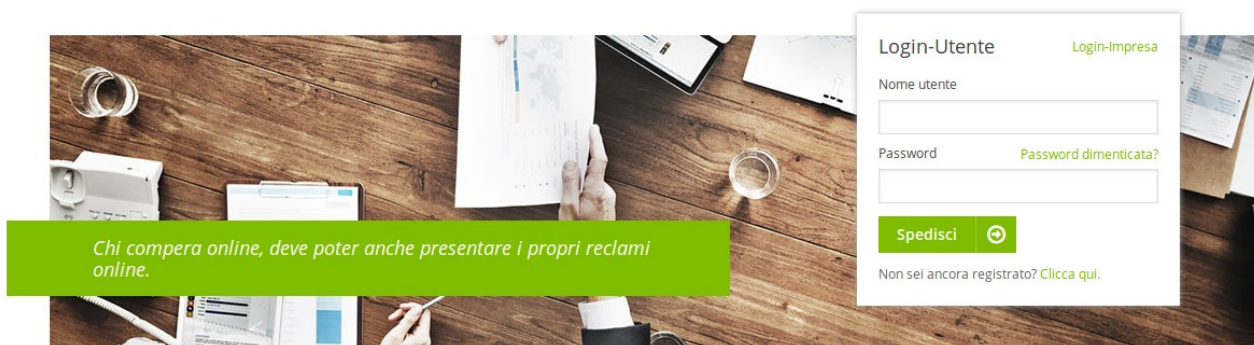 Login-Utente
Login-Impresa
Nome utente
Password
Password dimenticata?
Spedisci
Non sei ancora registrato? Clicca qui.
Chi compera online, deve poter anche presentare i propri reclami
online.